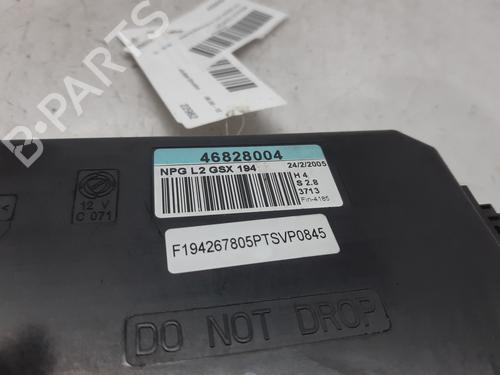 B-PARTS
46828004
NPG L2 GSX 194
24/2/2005
H 4
S 2.8
3713
Fin-4185
12 V
C 071
F194267805PTSVP0845
DO NOT DROP